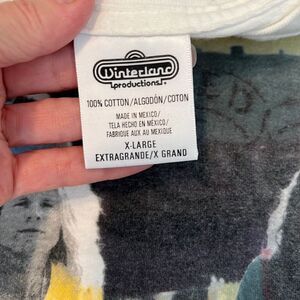 Winterland
productions.
100% COTTON/ALGODÓN/COTON
MADE IN MEXICO/
TELA HECHO EN MÉXICO/
FABRIQUE AUX AU MEXIQUE
X-LARGE
EXTRAGRANDE/X GRAND